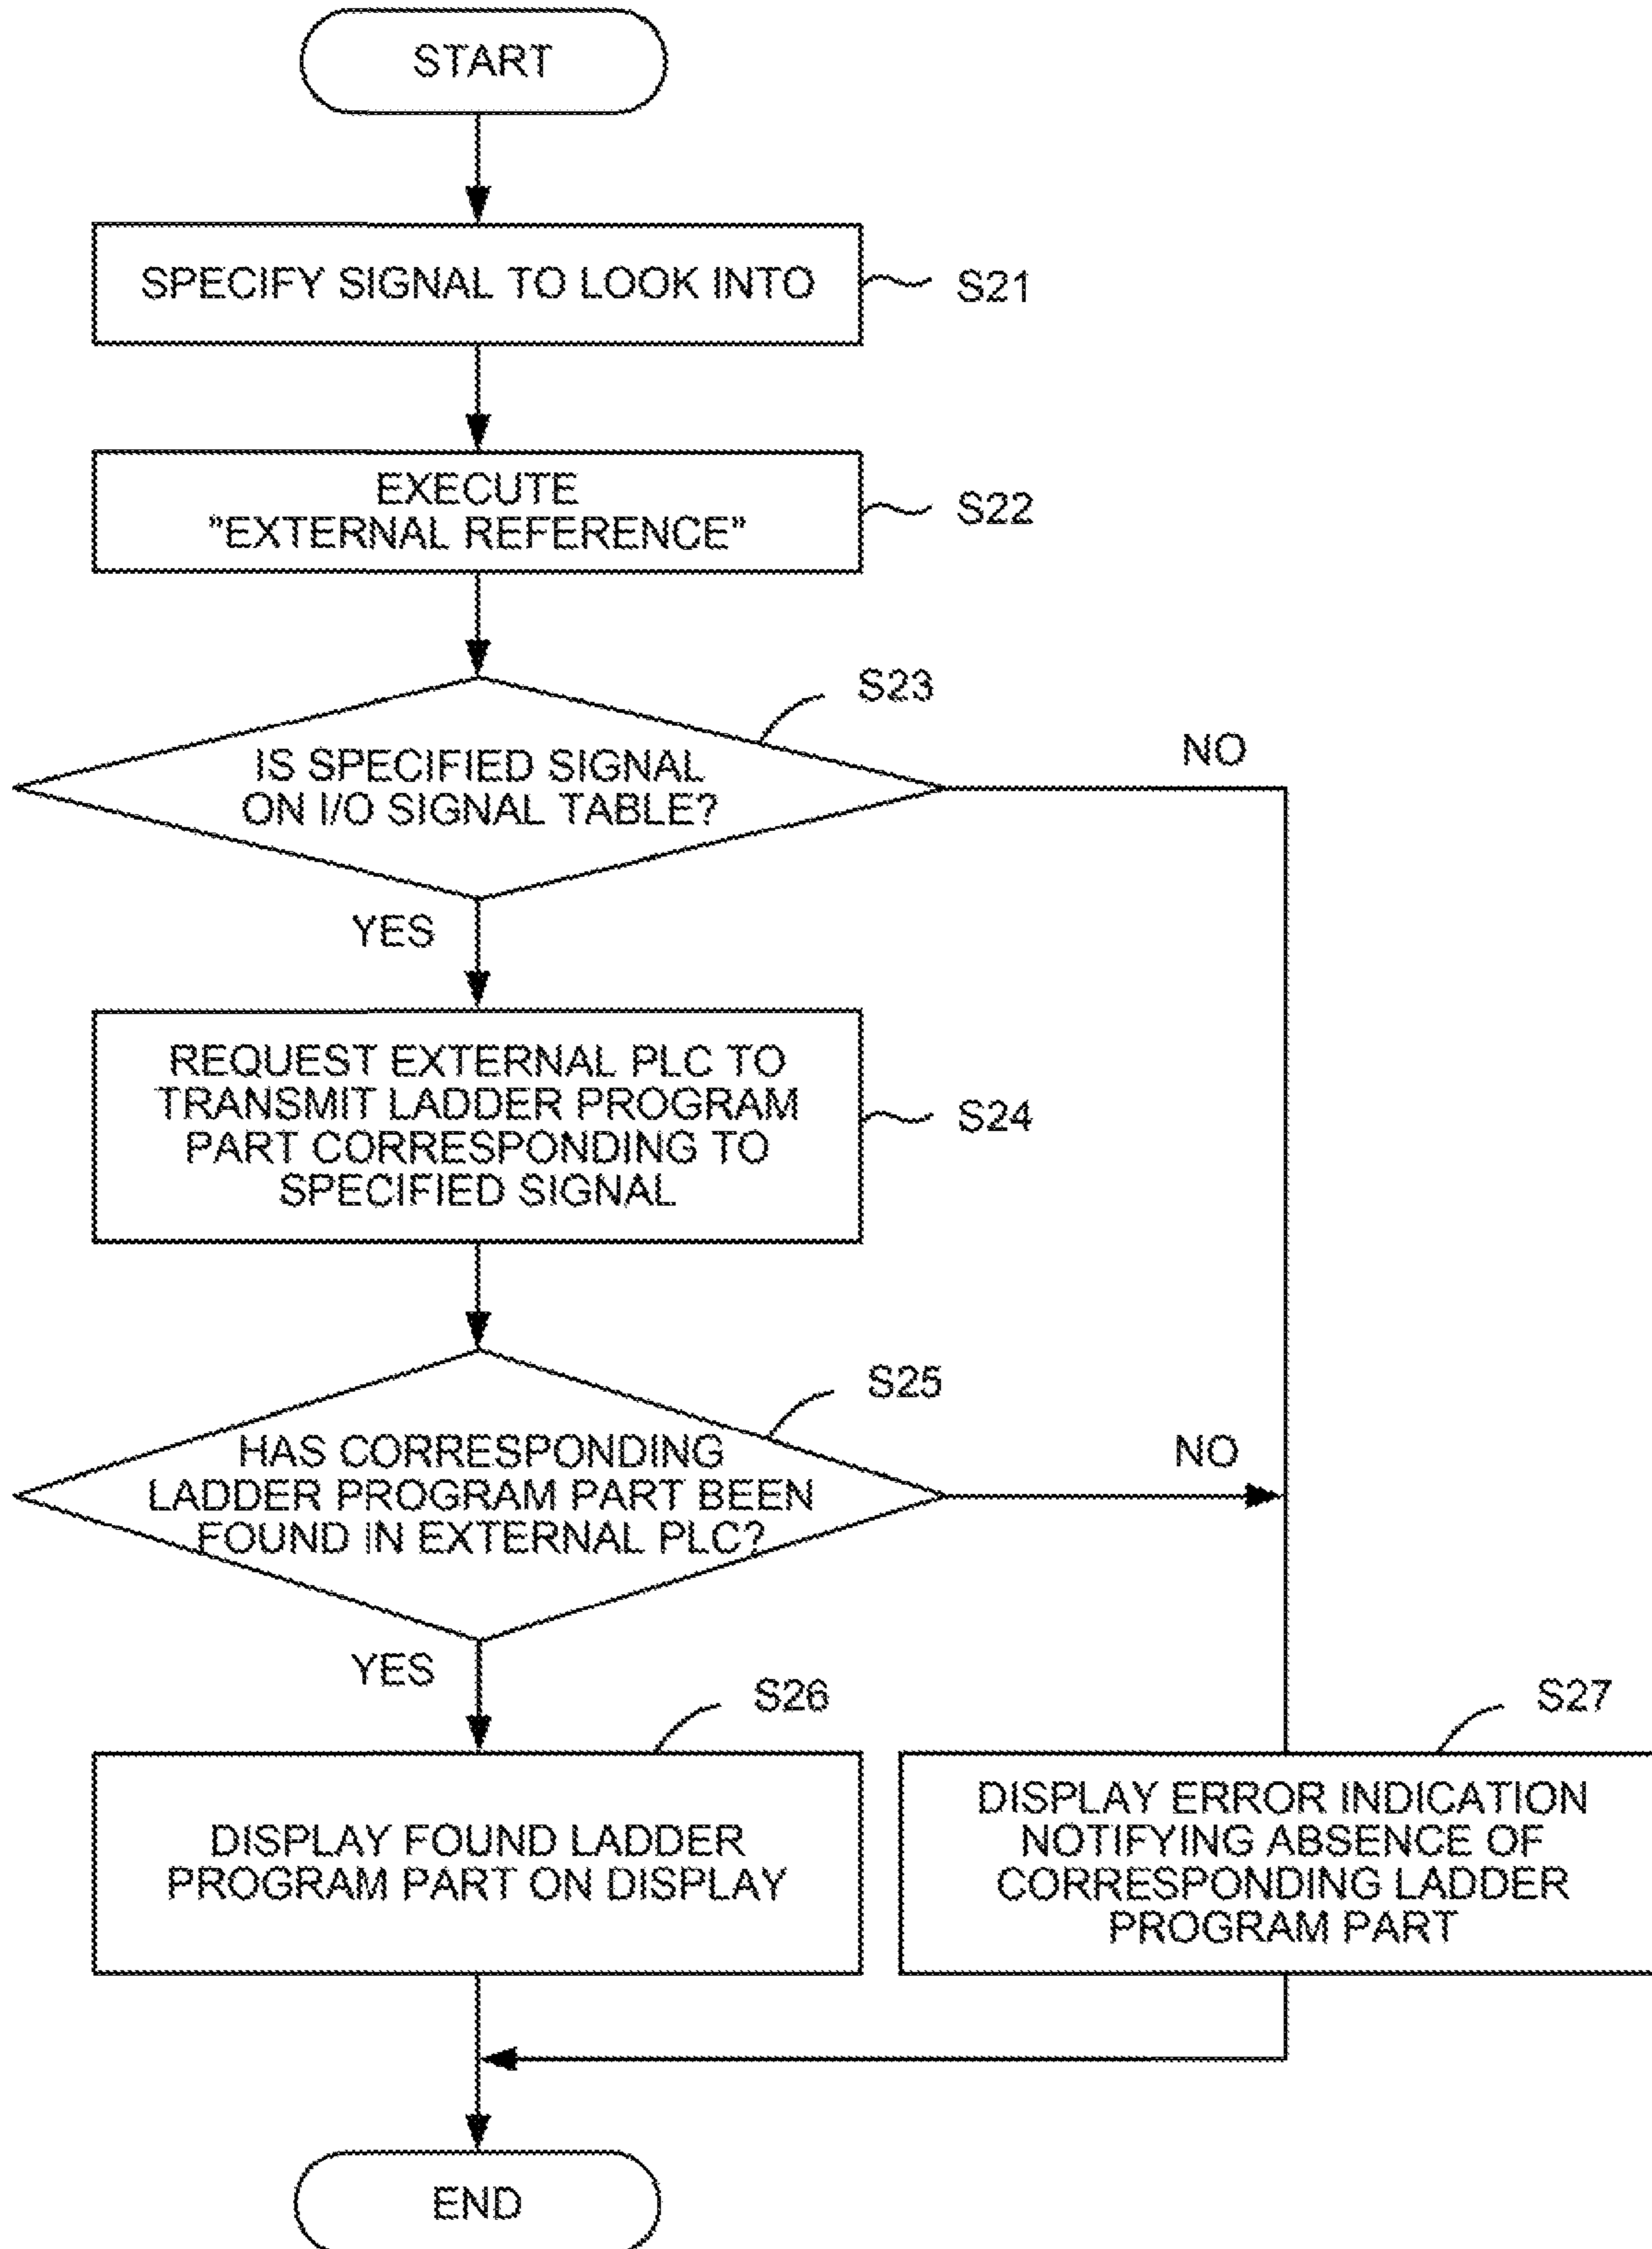 START
SPECIFY SIGNAL TO LOOK INTO
S21
EXECUTE
"EXTERNAL REFERENCE"
S22
S23
IS SPECIFIED SIGNAL
ON I/O SIGNAL TABLE?
NO
YES
REQUEST EXTERNAL PLC TO
TRANSMIT LADDER PROGRAM
PART CORRESPONDING TO
SPECIFIED SIGNAL
S24
S25
HAS CORRESPONDING
LADDER PROGRAM PART BEEN
FOUND IN EXTERNAL PLC?
NO
YES
S26
DISPLAY FOUND LADDER
PROGRAM PART ON DISPLAY
S27
DISPLAY ERROR INDICATION
NOTIFYING ABSENCE OF
CORRESPONDING LADDER
PROGRAM PART
END